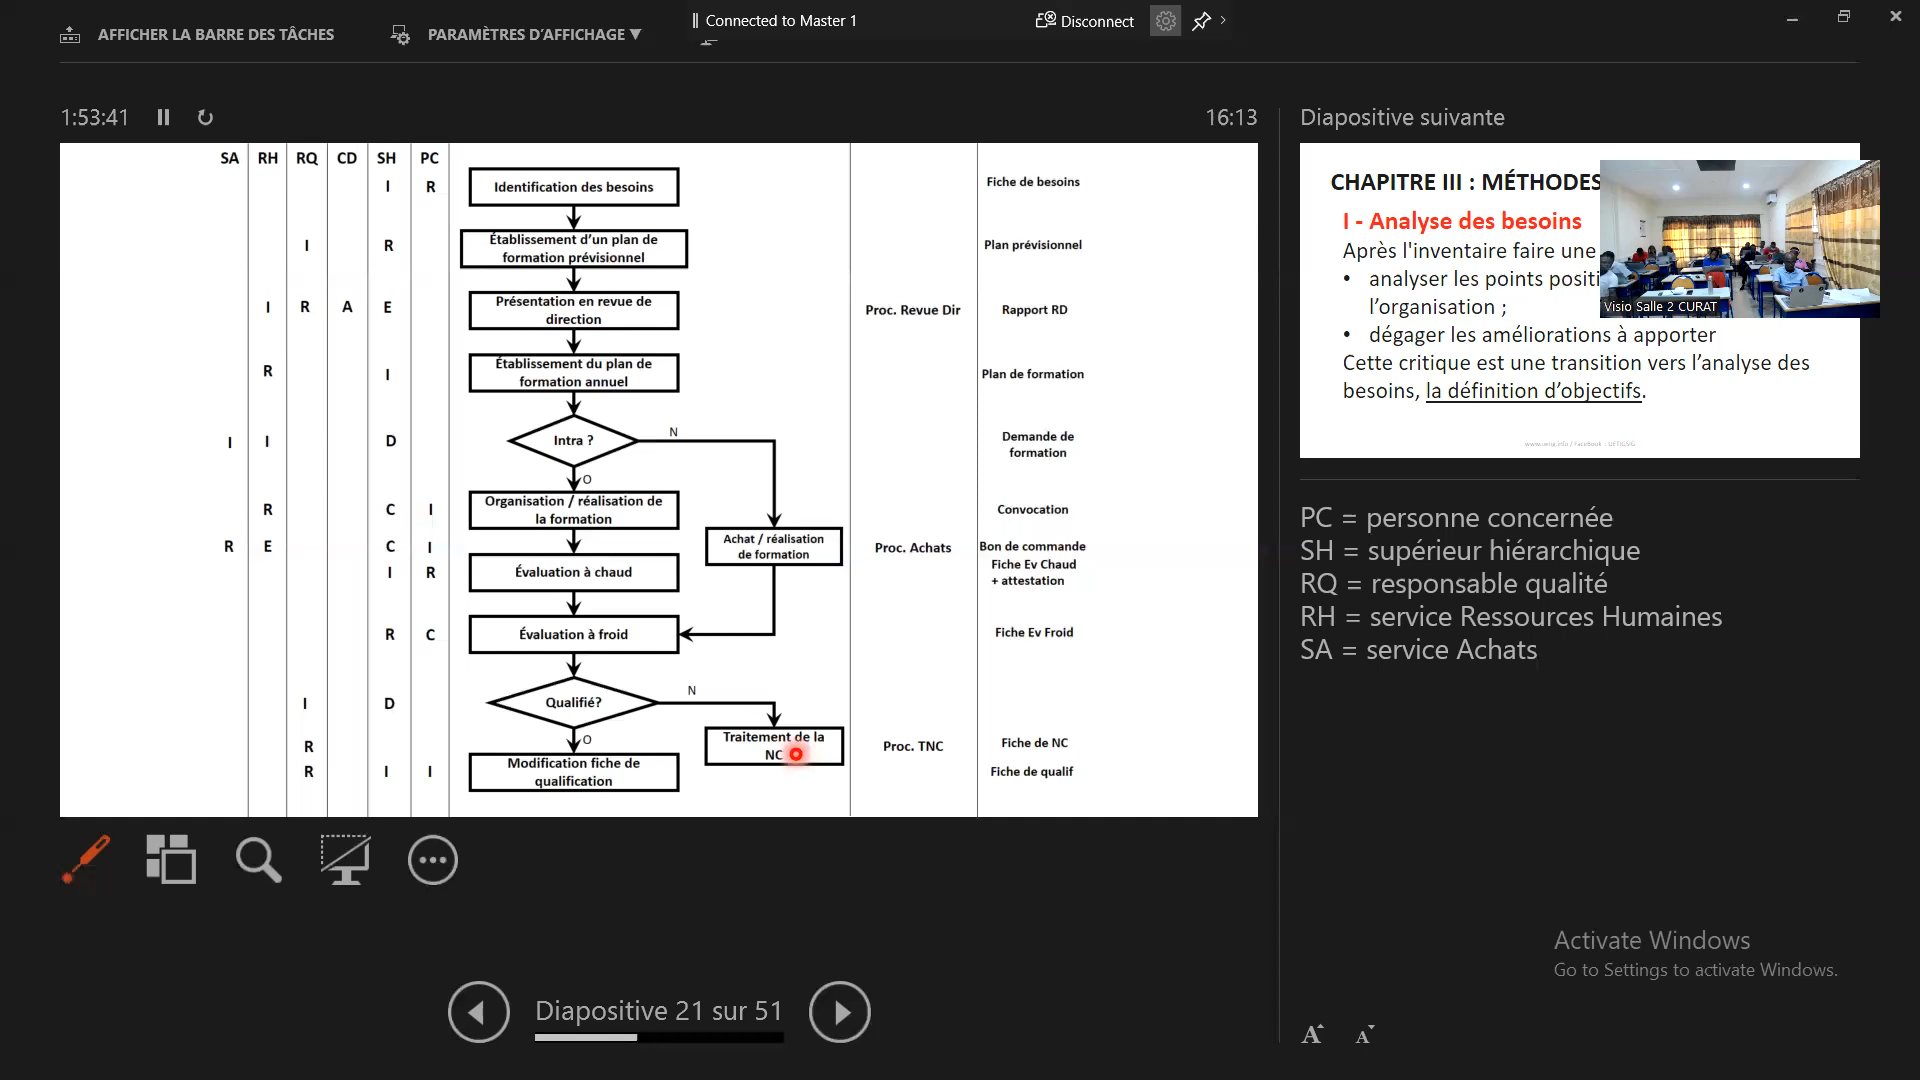 Connected to Master 1
Disconnect
AFFICHER LA BARRE DES TÂCHES
PARAMÈTRES D'AFFICHAGE ▼
1:53:41
16:13
Diapositive suivante
SA RH RQ CD SH PC
I R Identification des besoins Fiche de besoins
I R Établissement d'un plan de
formation prévisionnel
Plan prévisionnel
I R A E Présentation en revue de
direction
Proc. Revue Dir Rapport RD
R I Établissement du plan de
formation annuel
Plan de formation
I I D Intra ? N
Demande de
formation
O
R C I Organisation / réalisation de
la formation
Convocation
R E C I Achat / réalisation
de formation
Proc. Achats Bon de commande
I R Évaluation à chaud Fiche Ev Chaud
+ attestation
R C Évaluation à froid Fiche Ev Froid
I D Qualifié? N
O
R Traitement de la
NC
Proc. TNC Fiche de NC
R I I Modification fiche de
qualification
Fiche de qualif
CHAPITRE III : MÉTHODES
I - Analyse des besoins
Après l'inventaire faire une
• analyser les points positi
l'organisation ;
• dégager les améliorations à apporter
Cette critique est une transition vers l'analyse des
besoins, la définition d'objectifs.
Visio Salle 2 CURAT
PC = personne concernée
SH = supérieur hiérarchique
RQ = responsable qualité
RH = service Ressources Humaines
SA = service Achats
Activate Windows
Go to Settings to activate Windows.
Diapositive 21 sur 51
A A